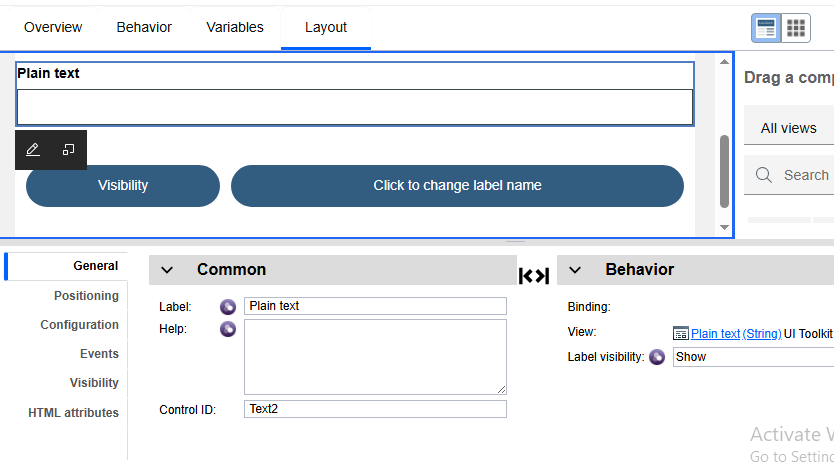 Overview Behavior Variables Layout
Plain text
Drag a com
All views
Search
Visibility Click to change label name
General
Positioning
Configuration
Events
Visibility
HTML attributes
Common
Label: Plain text
Help:
Control ID: Text2
Behavior
Binding:
View: Plain text (String) UI Toolkit
Label visibility: Show
Activate W
Go to Setting